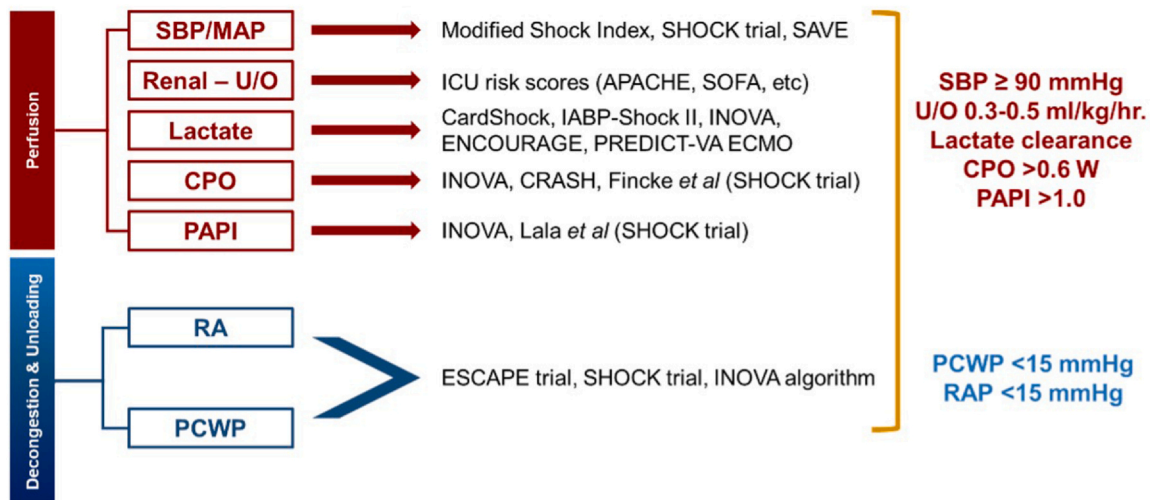 Perfusion
SBP/MAP
Modified Shock Index, SHOCK trial, SAVE
Renal – U/O
ICU risk scores (APACHE, SOFA, etc)
Lactate
CardShock, IABP-Shock II, INOVA,
ENCOURAGE, PREDICT-VA ECMO
CPO
INOVA, CRASH, Fincke et al (SHOCK trial)
PAPI
INOVA, Lala et al (SHOCK trial)
SBP ≥ 90 mmHg
U/O 0.3-0.5 ml/kg/hr.
Lactate clearance
CPO >0.6 W
PAPI >1.0
Decongestion & Unloading
RA
PCWP
ESCAPE trial, SHOCK trial, INOVA algorithm
PCWP <15 mmHg
RAP <15 mmHg